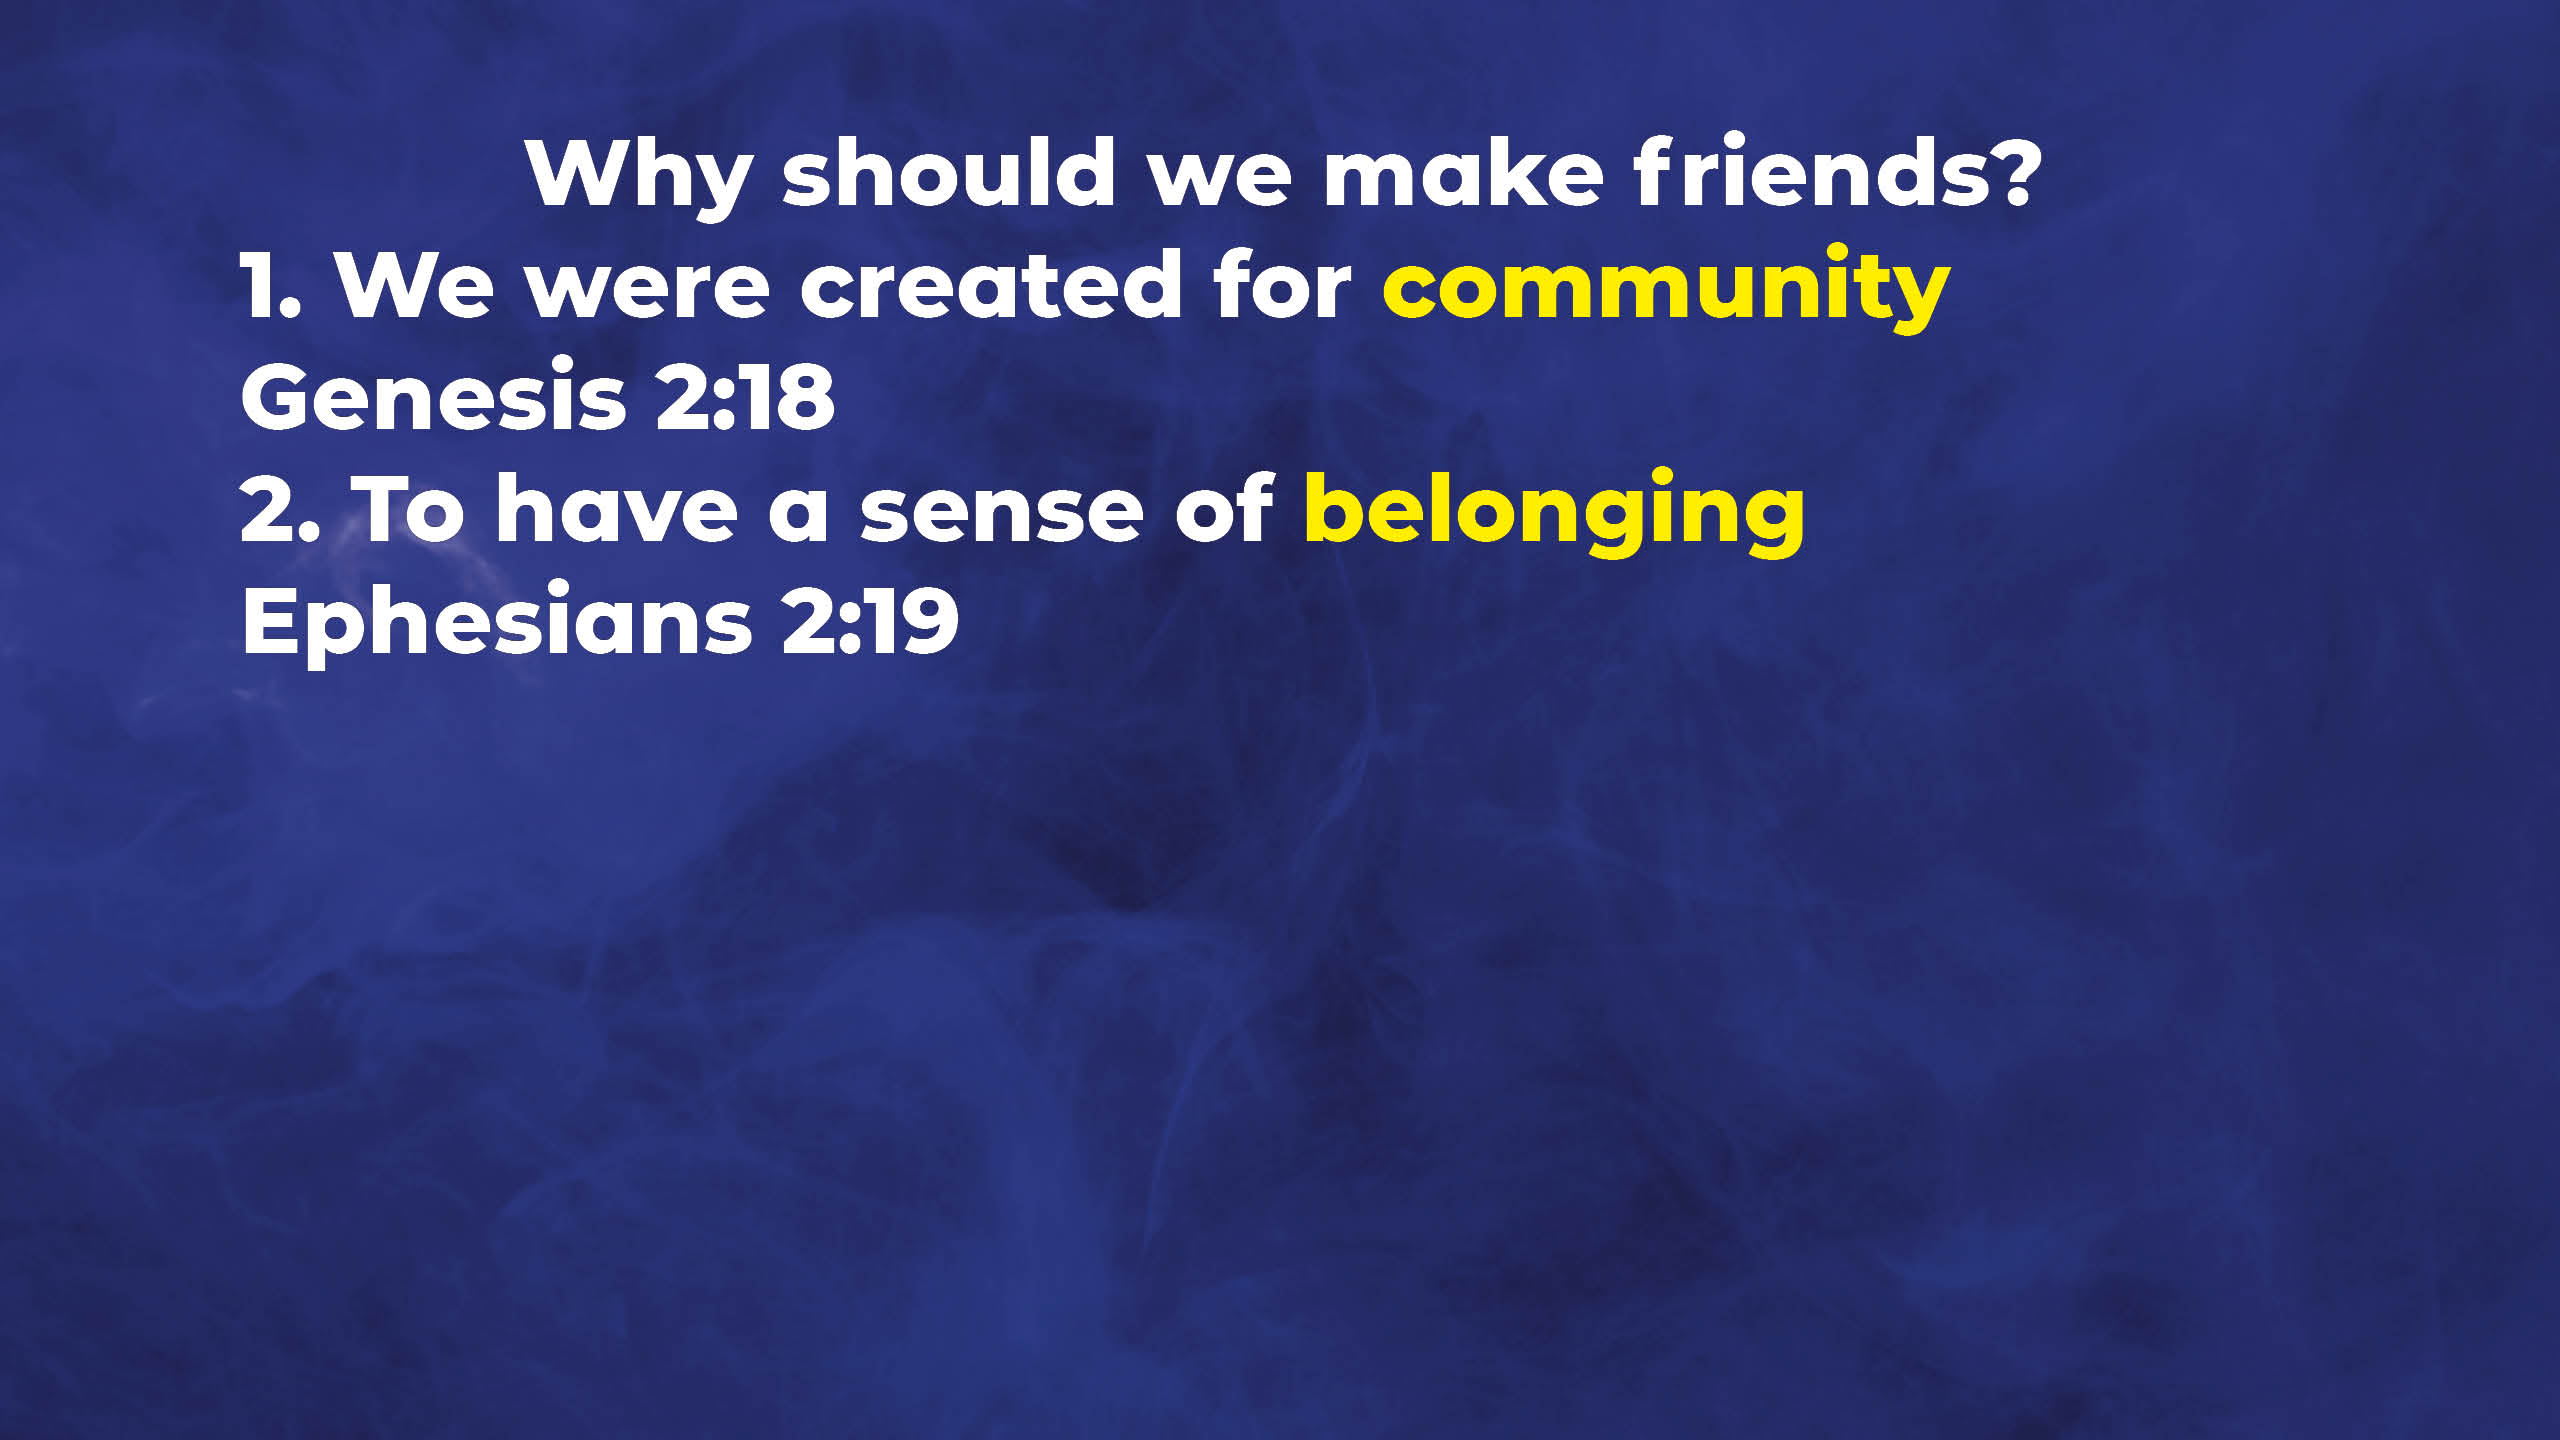 Why should we make friends?
1. We were created for community
Genesis 2:18
2. To have a sense of belonging
Ephesians 2:19